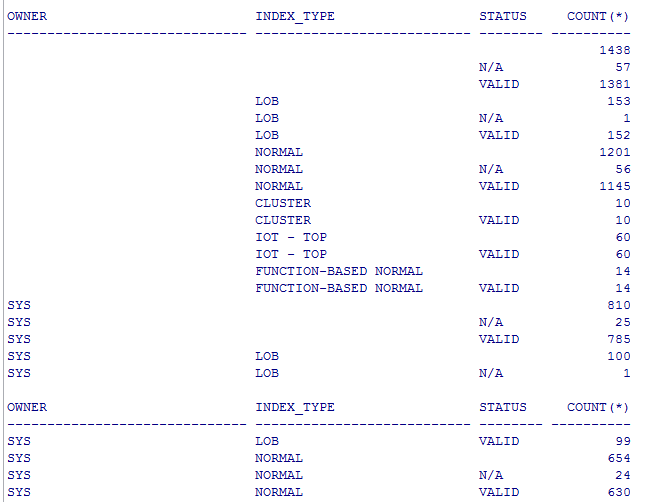 OWNER                          INDEX_TYPE                  STATUS     COUNT(*)
------------------------------ --------------------------- -------- ----------
                                                                          1438
                                                           N/A              57
                                                           VALID          1381
                               LOB                                         153
                               LOB                         N/A               1
                               LOB                         VALID           152
                               NORMAL                                     1201
                               NORMAL                      N/A              56
                               NORMAL                      VALID          1145
                               CLUSTER                                      10
                               CLUSTER                     VALID            10
                               IOT - TOP                                    60
                               IOT - TOP                   VALID            60
                               FUNCTION-BASED NORMAL                        14
                               FUNCTION-BASED NORMAL       VALID            14
SYS                                                                        810
SYS                                                        N/A              25
SYS                                                        VALID           785
SYS                            LOB                                         100
SYS                            LOB                         N/A               1
OWNER                          INDEX_TYPE                  STATUS     COUNT(*)
------------------------------ --------------------------- -------- ----------
SYS                            LOB                         VALID            99
SYS                            NORMAL                                      654
SYS                            NORMAL                      N/A              24
SYS                            NORMAL                      VALID           630